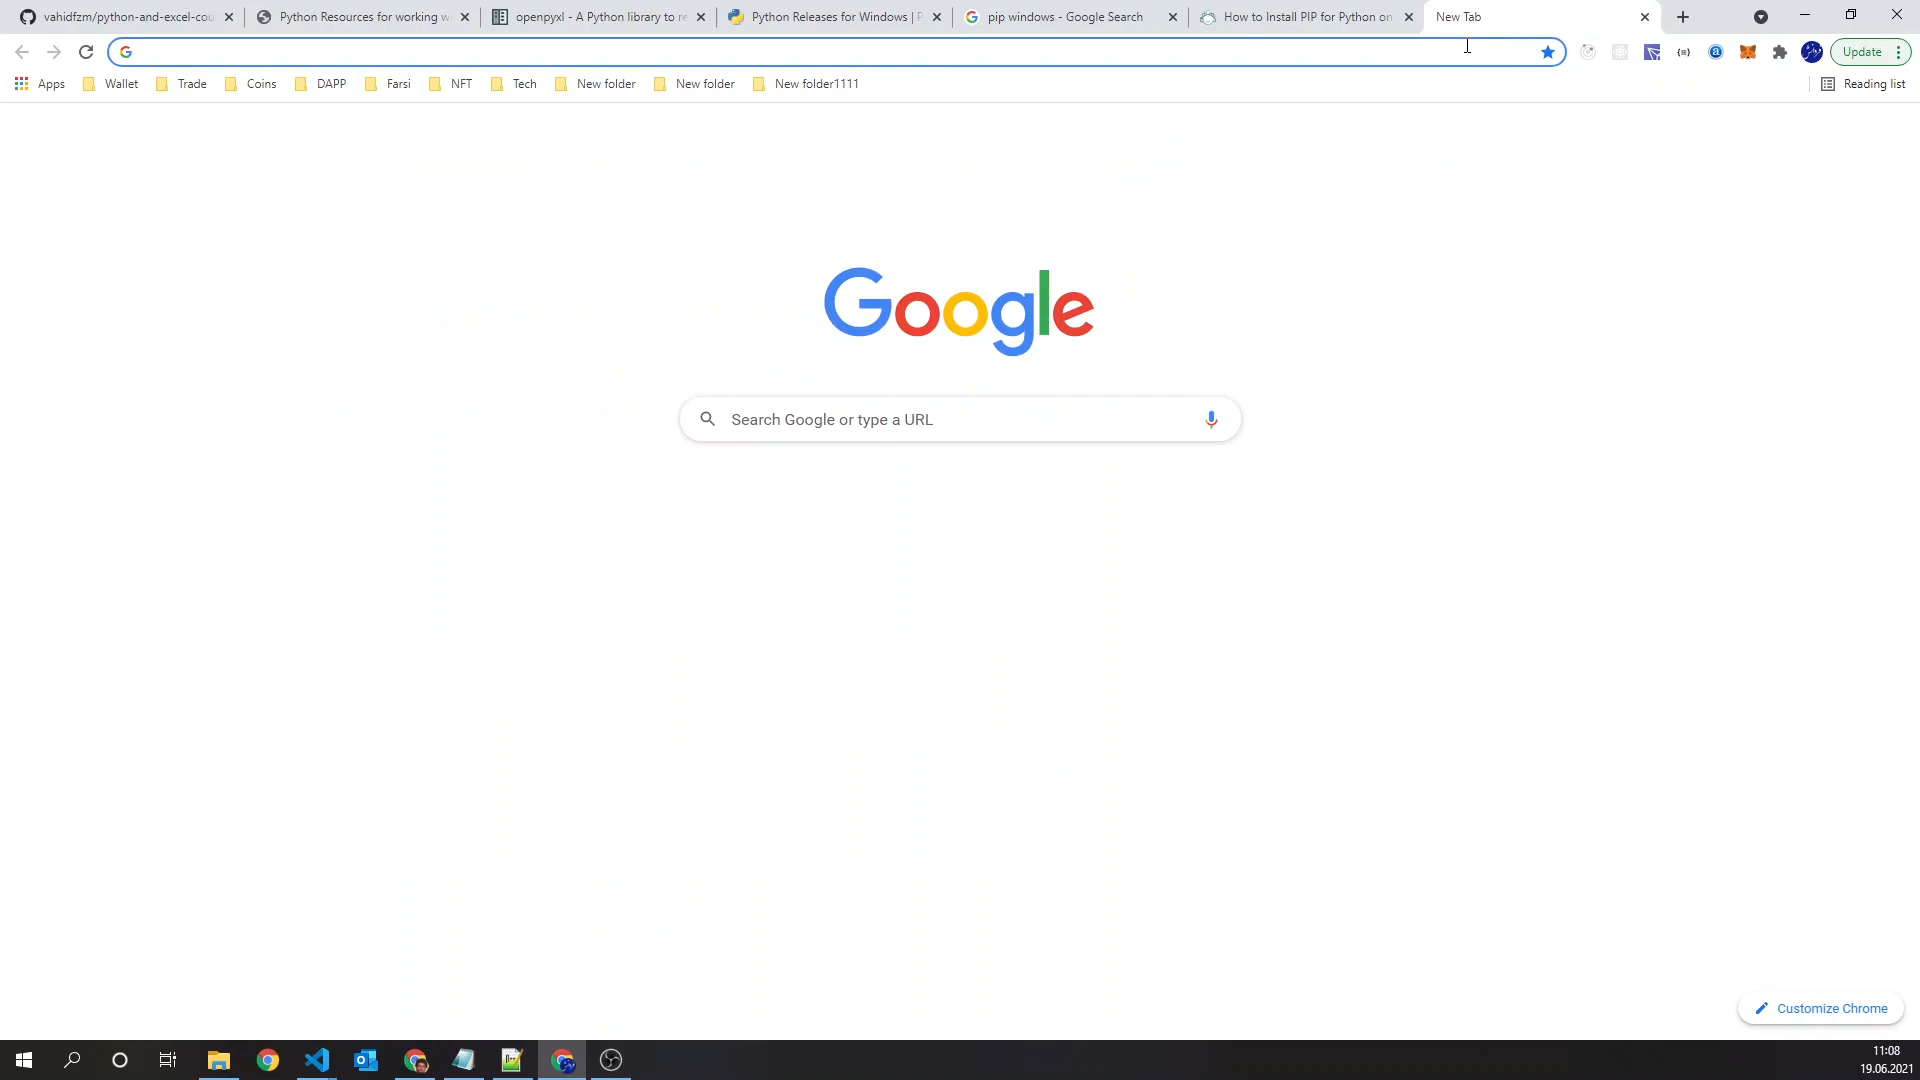 vahidfzm/python-and-excel-cou
Python Resources for working w
openpyxl - A Python library to re
Python Releases for Windows | P
pip windows - Google Search
How to Install PIP for Python on
New Tab
Update
Apps
Wallet
Trade
Coins
DAPP
Farsi
NFT
Tech
New folder
New folder
New folder1111
Reading list
Google
Search Google or type a URL
Customize Chrome
11:08
19.06.2021